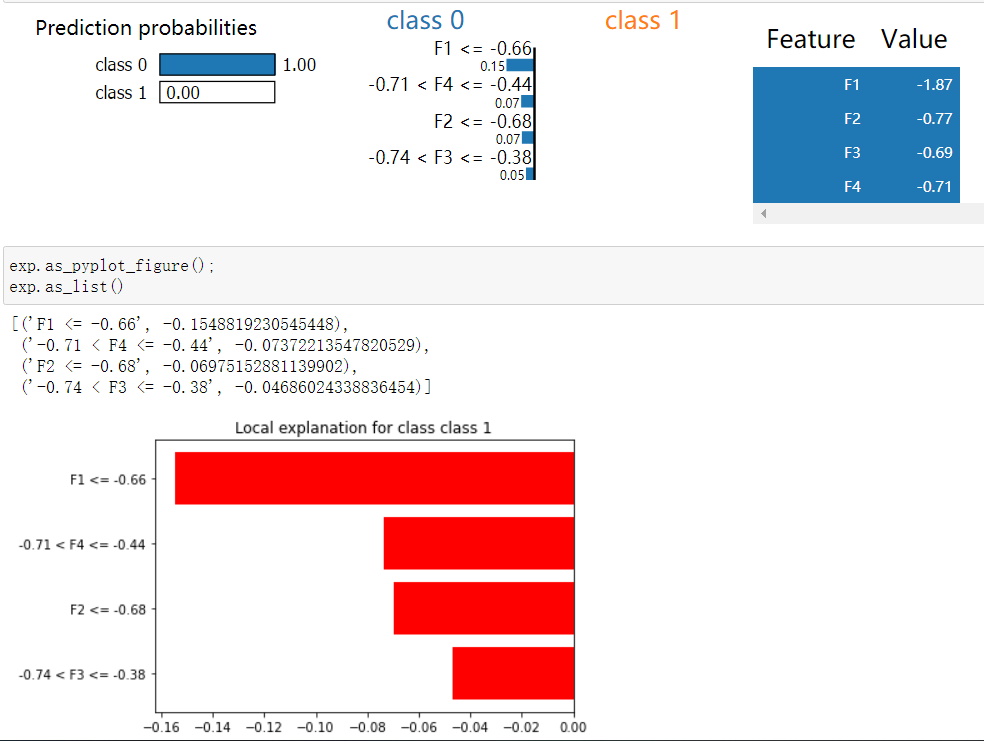 Prediction probabilities
class 0 1.00
class 1 0.00
class 0 class 1
F1 <= -0.66
0.15
-0.71 < F4 <= -0.44
0.07
F2 <= -0.68
0.07
-0.74 < F3 <= -0.38
0.05
Feature Value
F1 -1.87
F2 -0.77
F3 -0.69
F4 -0.71
exp.as_pyplot_figure();
exp.as_list()
[('F1 <= -0.66', -0.1548819230545448),
('-0.71 < F4 <= -0.44', -0.07372213547820529),
('F2 <= -0.68', -0.06975152881139902),
('-0.74 < F3 <= -0.38', -0.04686024338836454)]
Local explanation for class class 1
F1 <= -0.66
-0.71 < F4 <= -0.44
F2 <= -0.68
-0.74 < F3 <= -0.38
−0.16 −0.14 −0.12 −0.10 −0.08 −0.06 −0.04 −0.02 0.00